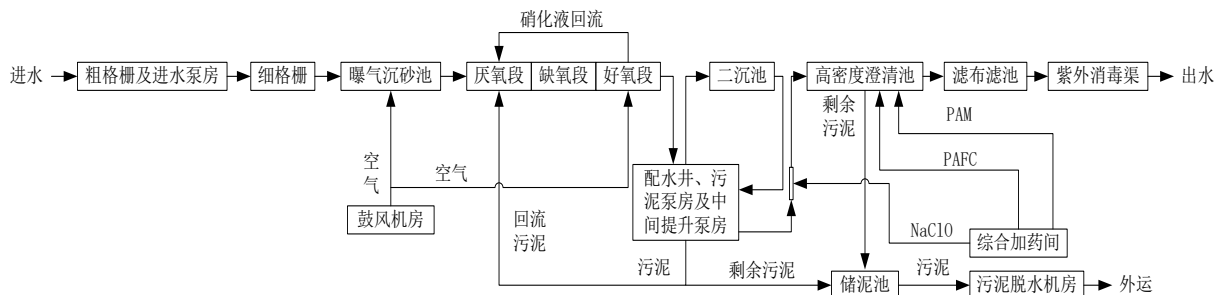 硝化液回流
进水
粗格栅及进水泵房
细格栅
曝气沉砂池
厌氧段
缺氧段
好氧段
二沉池
高密度澄清池
滤布滤池
紫外消毒渠
出水
剩余
污泥
PAM
PAFC
空
气
空气
配水井、污
泥泵房及中
间提升泵房
鼓风机房
回流
污泥
NaClO
综合加药间
污泥
剩余污泥
储泥池
污泥
污泥脱水机房
外运